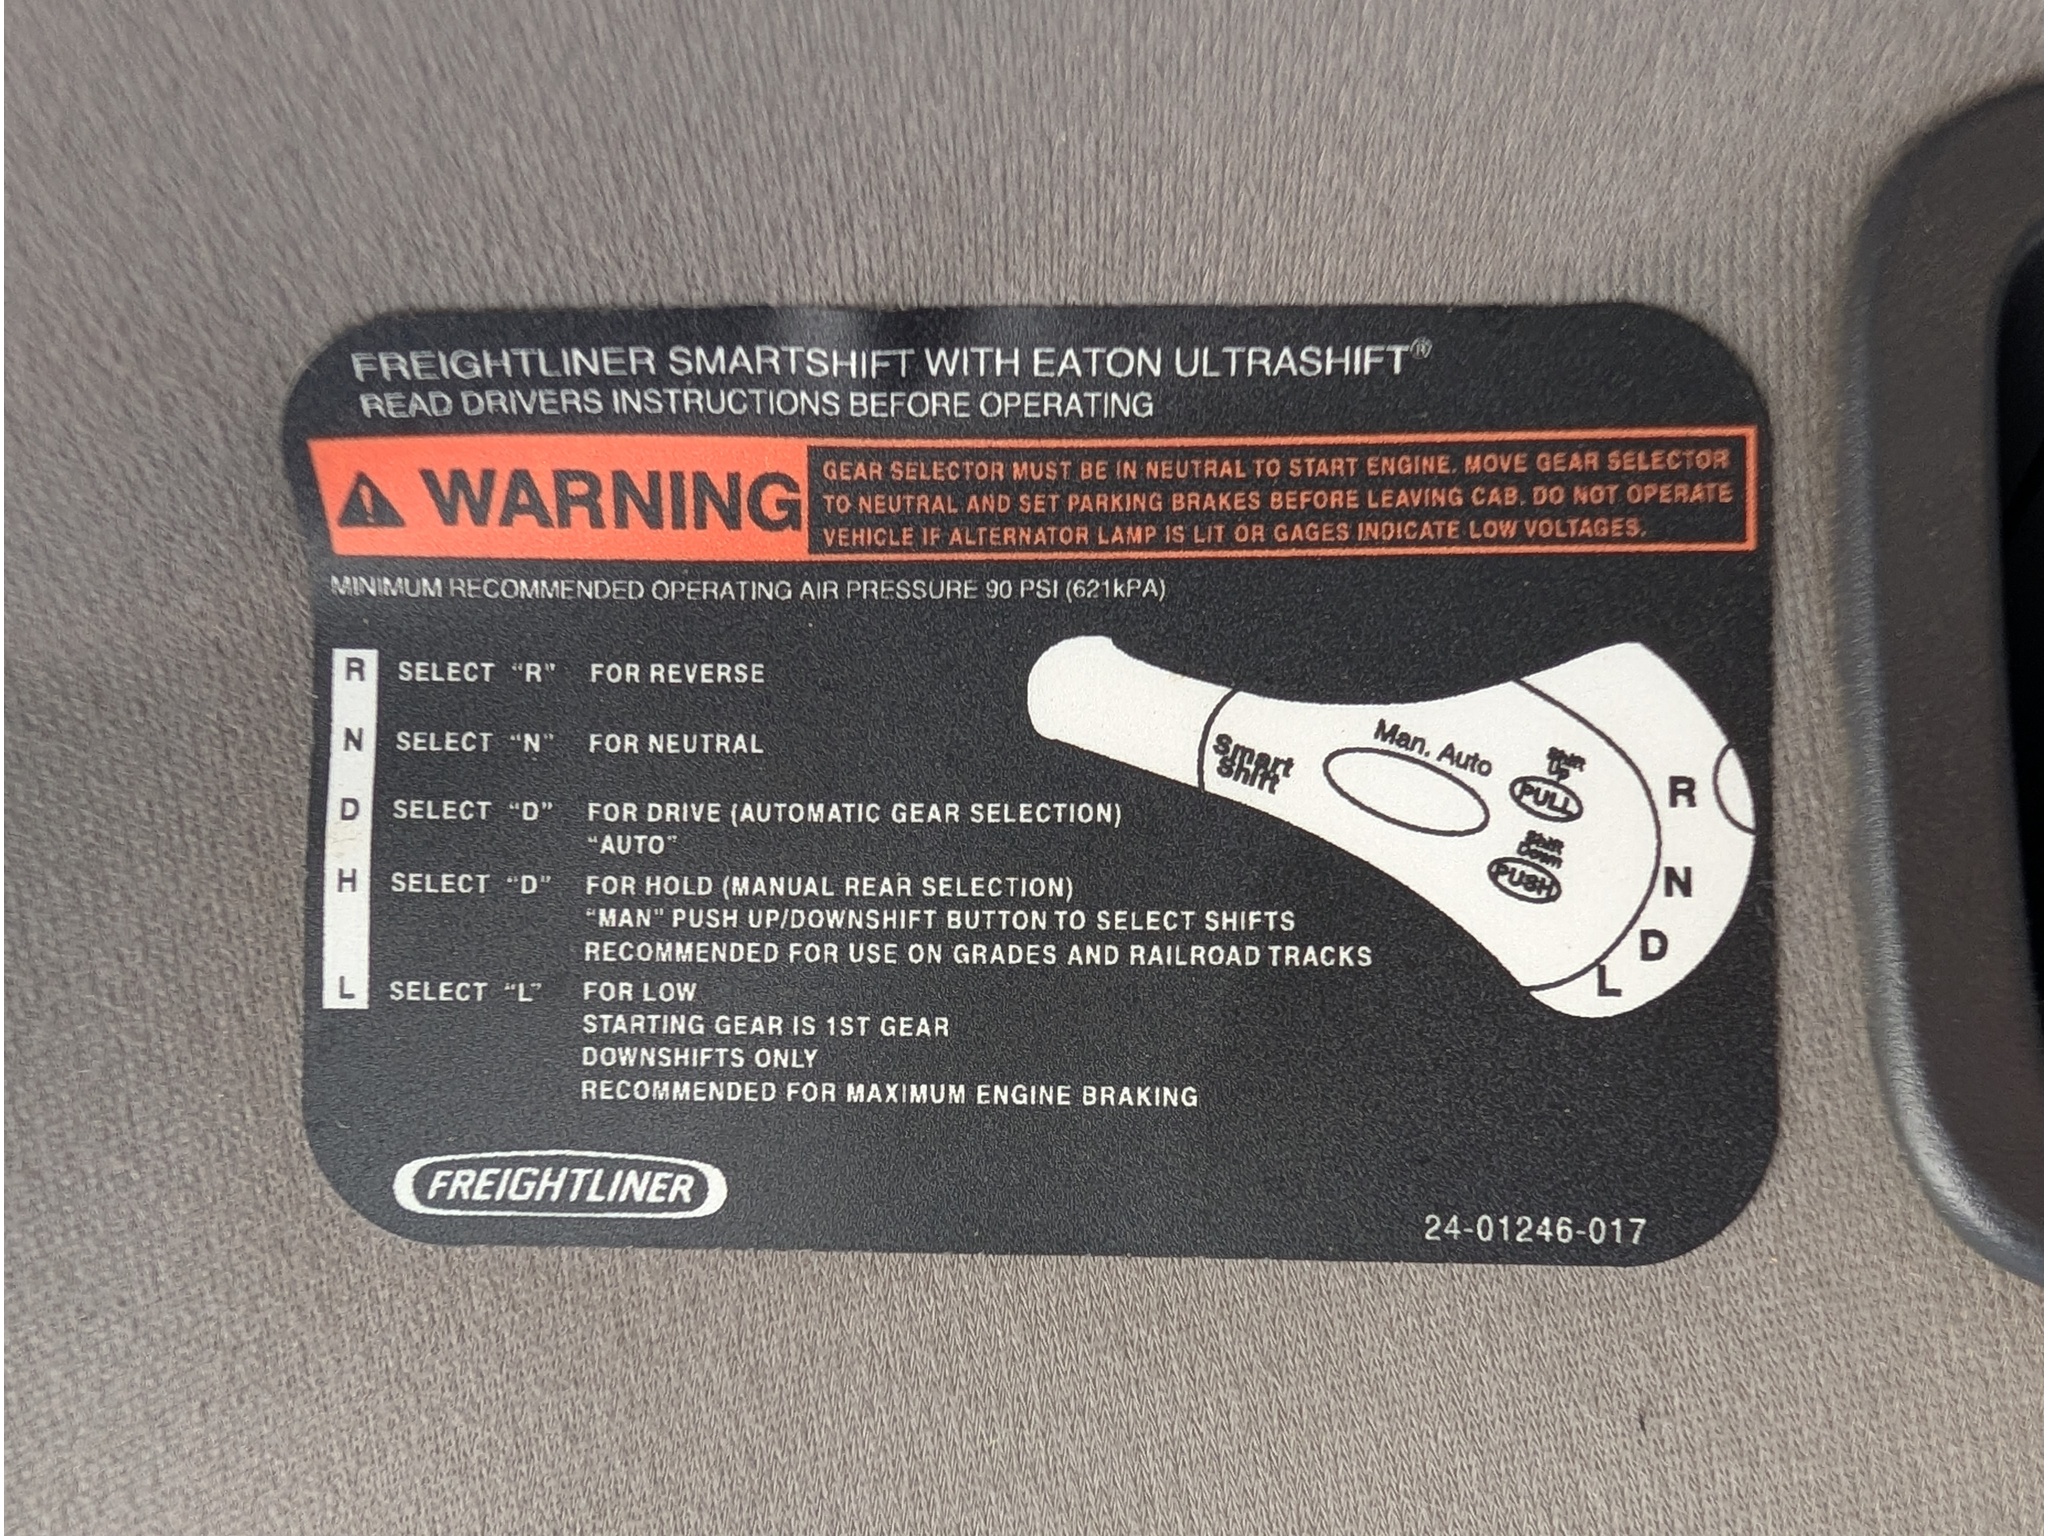 FREIGHTLINER SMARTSHIFT WITH EATON ULTRASHIFT®
READ DRIVERS INSTRUCTIONS BEFORE OPERATING
WARNING
GEAR SELECTOR MUST BE IN NEUTRAL TO START ENGINE. MOVE GEAR SELECTOR
TO NEUTRAL AND SET PARKING BRAKES BEFORE LEAVING CAB. DO NOT OPERATE
VEHICLE IF ALTERNATOR LAMP IS LIT OR GAGES INDICATE LOW VOLTAGES.
MINIMUM RECOMMENDED OPERATING AIR PRESSURE 90 PSI (621kPA)
R SELECT "R" FOR REVERSE
N SELECT "N" FOR NEUTRAL
D SELECT "D" FOR DRIVE (AUTOMATIC GEAR SELECTION)
"AUTO"
H SELECT "D" FOR HOLD (MANUAL REAR SELECTION)
"MAN" PUSH UP/DOWNSHIFT BUTTON TO SELECT SHIFTS
RECOMMENDED FOR USE ON GRADES AND RAILROAD TRACKS
L SELECT "L" FOR LOW
STARTING GEAR IS 1ST GEAR
DOWNSHIFTS ONLY
RECOMMENDED FOR MAXIMUM ENGINE BRAKING
Smart
Shift
Man. Auto
Shift
Up
PULL
Shift
Down
PUSH
R
N
D
L
FREIGHTLINER
24-01246-017